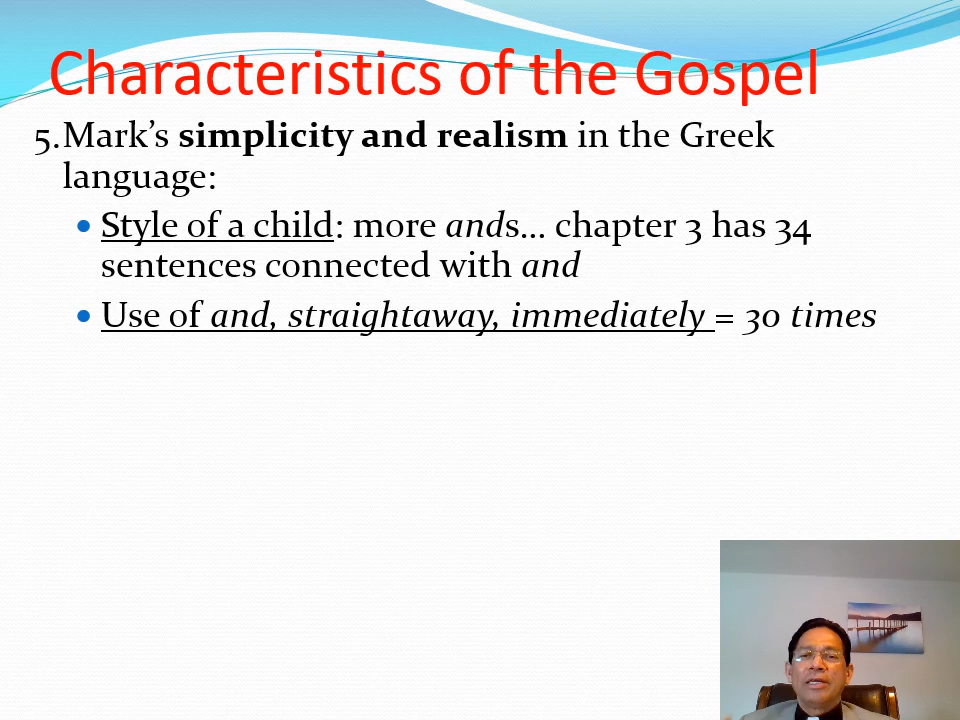 Characteristics of the Gospel
5. Mark’s simplicity and realism in the Greek
language:
• Style of a child: more ands... chapter 3 has 34
sentences connected with and
• Use of and, straightaway, immediately = 30 times